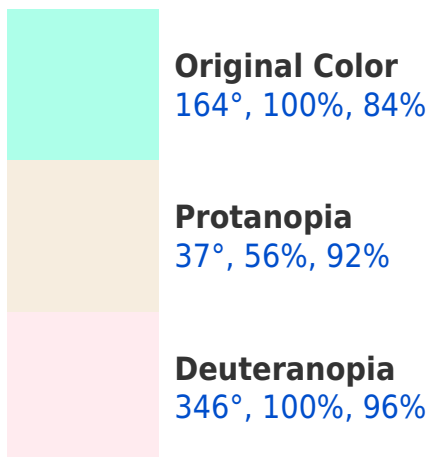 Original Color
164°, 100%, 84%
Protanopia
37°, 56%, 92%
Deuteranopia
346°, 100%, 96%